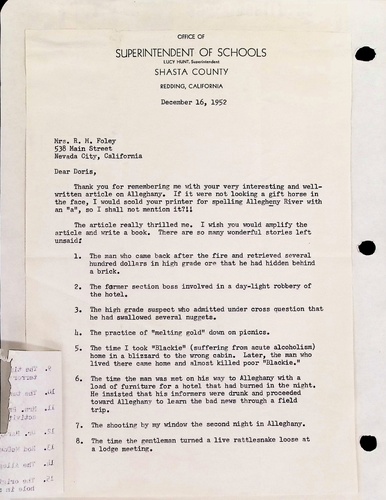 OFFICE OF
SUPERINTENDENT OF SCHOOLS
LUCY HUNT, Superintendent
SHASTA COUNTY
REDDING, CALIFORNIA
December 16, 1952
Mrs. R. M. Foley
538 Main Street
Nevada City, California
Dear Doris,
Thank you for remembering me with your very interesting and well-
written article on Alleghany. If it were not looking a gift horse in
the face, I would scold your printer for spelling Allegheny River with
an "a", so I shall not mention it?!!
The article really thrilled me. I wish you would amplify the
article and write a book. There are so many wonderful stories left
unsaid!
1. The man who came back after the fire and retrieved several
hundred dollars in high grade ore that he had hidden behind
a brick.
2. The former section boss involved in a day-light robbery of
the hotel.
3. The high grade suspect who admitted under cross question that
he had swallowed several nuggets.
4. The practice of "melting gold" down on picnics.
5. The time I took "Blackie" (suffering from acute alcoholism)
home in a blizzard to the wrong cabin. Later, the man who
lived there came home and almost killed poor "Blackie."
6. The time the man was met on his way to Alleghany with a
load of furniture for a hotel that had burned in the night.
He insisted that his informers were drunk and proceeded
toward Alleghany to learn the bad news through a field
trip.
7. The shooting by my window the second night in Alleghany.
8. The time the gentleman turned a live rattlesnake loose at
a lodge meeting.